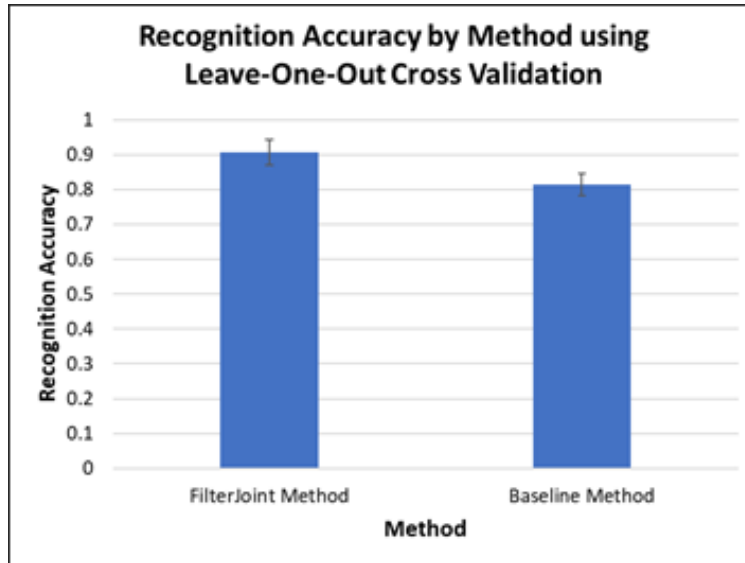 Recognition Accuracy by Method using
Leave-One-Out Cross Validation
1
0.9
0.8
0.7
0.6
0.5
0.4
0.3
0.2
0.1
0
Recognition Accuracy
FilterJoint Method
Baseline Method
Method